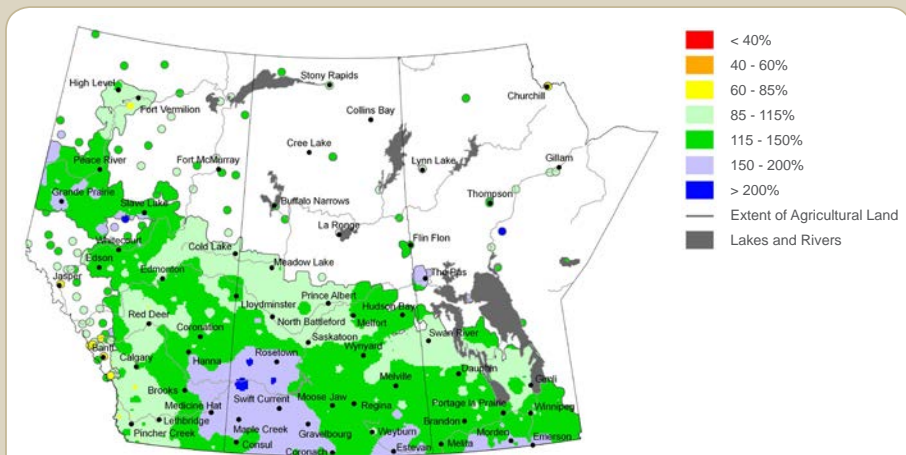 < 40%
40 - 60%
60 - 85%
85 - 115%
115 - 150%
150 - 200%
> 200%
Extent of Agricultural Land
Lakes and Rivers
High Level
Fort Vermilion
Stony Rapids
Churchill
Collins Bay
Cree Lake
Peace River
Fort McMurray
Lynn Lake
Gillam
Grande Prairie
Slave Lake
Buffalo Narrows
Thompson
La Ronge
Whitecourt
Flin Flon
Edson
Cold Lake
Meadow Lake
The Pas
Jasper
Edmonton
Lloydminster
Prince Albert
Hudson Bay
Red Deer
North Battleford
Melfort
Coronation
Saskatoon
Swan River
Banff
Calgary
Hanna
Rosetown
Wynyard
Dauphin
Gimli
Brooks
Melville
Medicine Hat
Swift Current
Moose Jaw
Regina
Portage la Prairie
Winnipeg
Lethbridge
Maple Creek
Brandon
Pincher Creek
Gravelbourg
Weyburn
Morden
Consul
Coronach
Estevan
Melita
Emerson